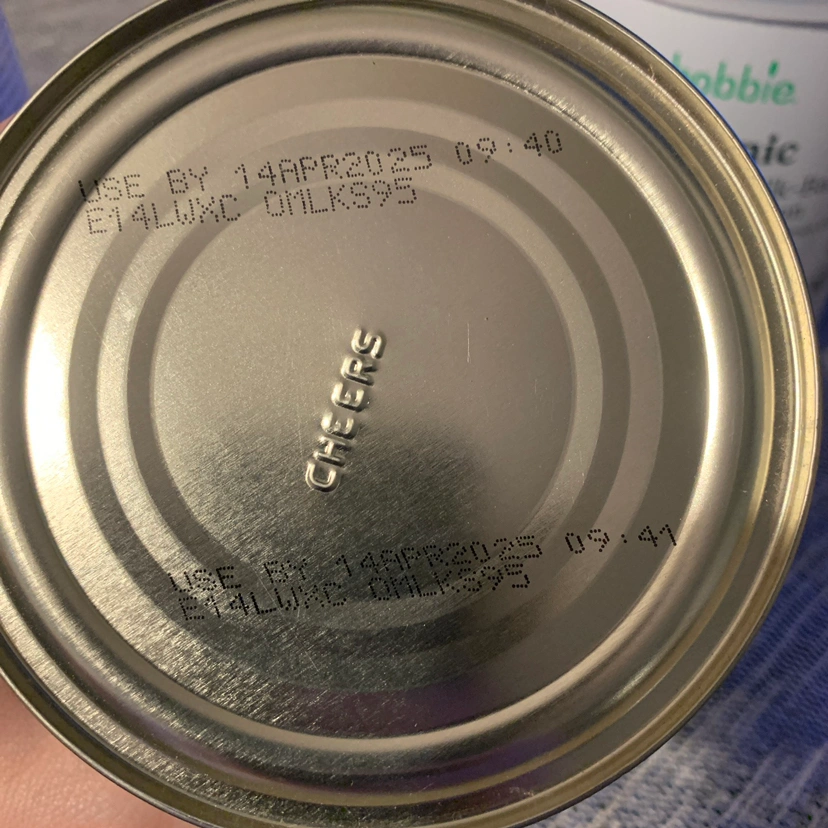 bobbie
nic
USE BY 14APR2025 09:40
E14LWXC OMLKS95
CHEERS
USE BY 14APR2025 09:41
E14LWXC OMLKS95